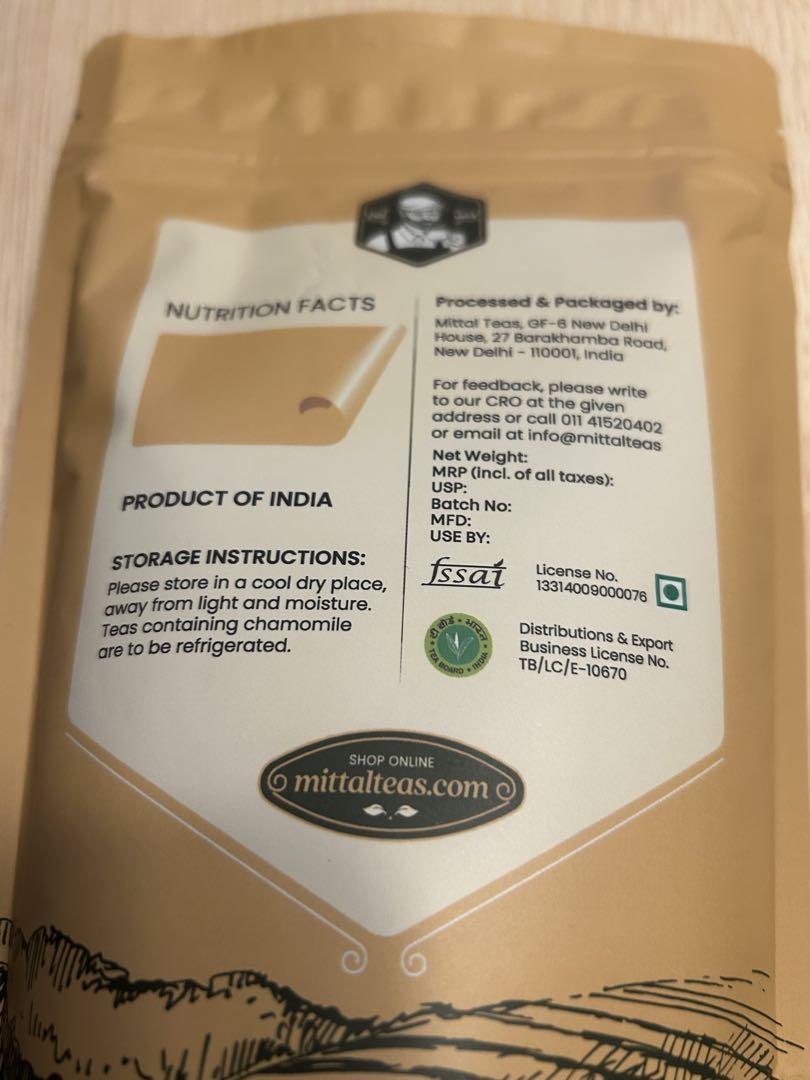 NUTRITION FACTS
PRODUCT OF INDIA
STORAGE INSTRUCTIONS:
Please store in a cool dry place,
away from light and moisture.
Teas containing chamomile
are to be refrigerated.
Processed & Packaged by:
Mittal Teas, GF-6 New Delhi
House, 27 Barakhamba Road,
New Delhi - 110001, India
For feedback, please write
to our CRO at the given
address or call 011 41520402
or email at info@mittalteas
Net Weight:
MRP (incl. of all taxes):
USP:
Batch No:
MFD:
USE BY:
fssai
License No.
13314009000076
टी बोर्ड • भारत
TEA BOARD • INDIA
Distributions & Export
Business License No.
TB/LC/E-10670
SHOP ONLINE
mittalteas.com